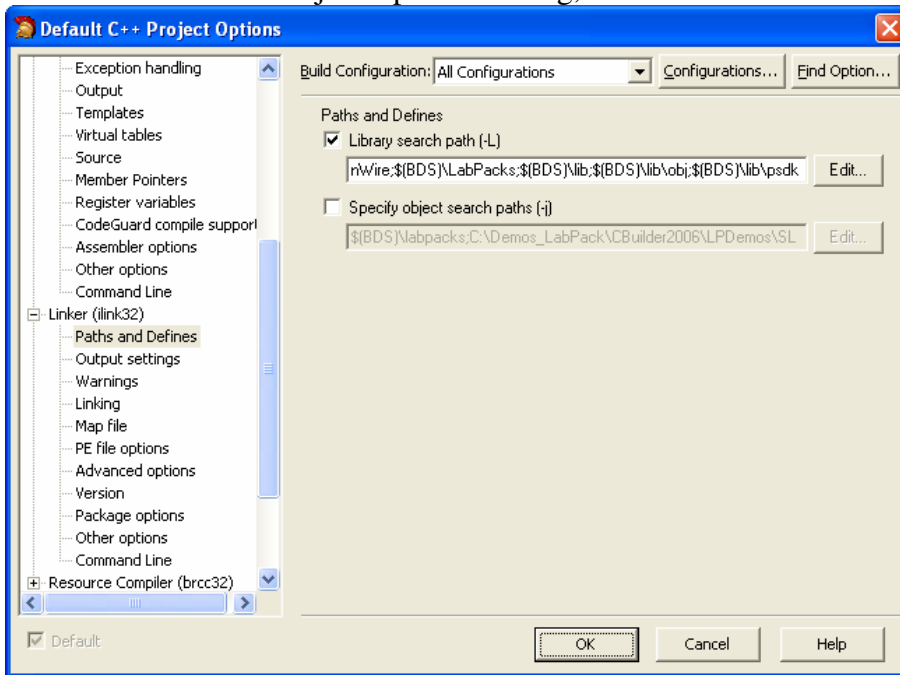 Default C++ Project Options
Exception handling
Output
Templates
Virtual tables
Source
Member Pointers
Register variables
CodeGuard compile support
Assembler options
Other options
Command Line
Linker (ilink32)
Paths and Defines
Output settings
Warnings
Linking
Map file
PE file options
Advanced options
Version
Package options
Other options
Command Line
Resource Compiler (brcc32)
Default
Build Configuration: All Configurations Configurations... Find Option...
Paths and Defines
Library search path (-L)
nWire;$(BDS)\LabPacks;$(BDS)\lib;$(BDS)\lib\obj;$(BDS)\lib\psdk Edit...
Specify object search paths (-j)
$(BDS)\labpacks;C:\Demos_LabPack\CBuilder2006\LPDemos\SL Edit...
OK Cancel Help